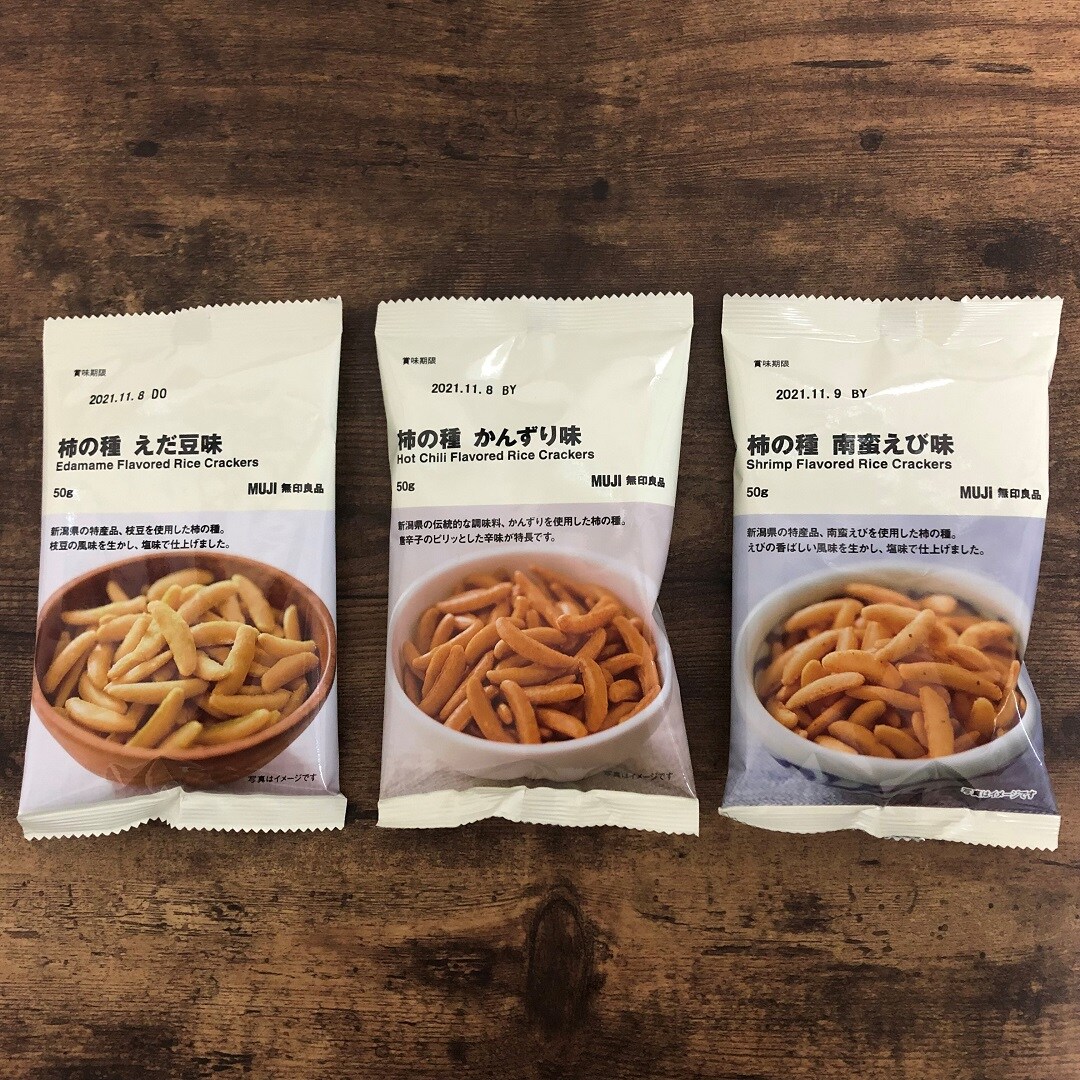 賞味期限
2021.11.8 DO
柿の種 えだ豆味
Edamame Flavored Rice Crackers
50g
MUJI 無印良品
新潟県の特産品、枝豆を使用した柿の種。
枝豆の風味を生かし、塩味で仕上げました。
写真はイメージです
賞味期限
2021.11.8 BY
柿の種 かんずり味
Hot Chili Flavored Rice Crackers
50g
MUJI 無印良品
新潟県の伝統的な調味料、かんずりを使用した柿の種。
唐辛子のピリッとした辛味が特長です。
写真はイメージです
賞味期限
2021.11.9 BY
柿の種 南蛮えび味
Shrimp Flavored Rice Crackers
50g
MUJI 無印良品
新潟県の特産品、南蛮えびを使用した柿の種。
えびの香ばしい風味を生かし、塩味で仕上げました。
写真はイメージです